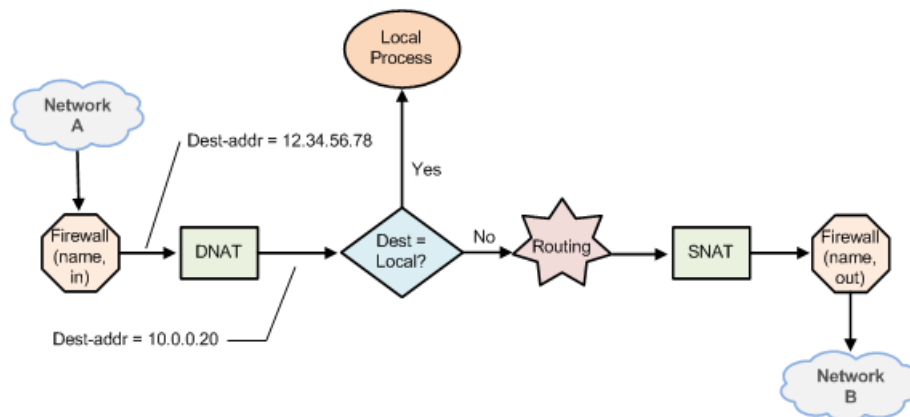 Local
Process
Network
A
Dest-addr = 12.34.56.78
Yes
Firewall
(name,
in)
DNAT
Dest =
Local?
No
Routing
SNAT
Firewall
(name,
out)
Dest-addr = 10.0.0.20
Network
B